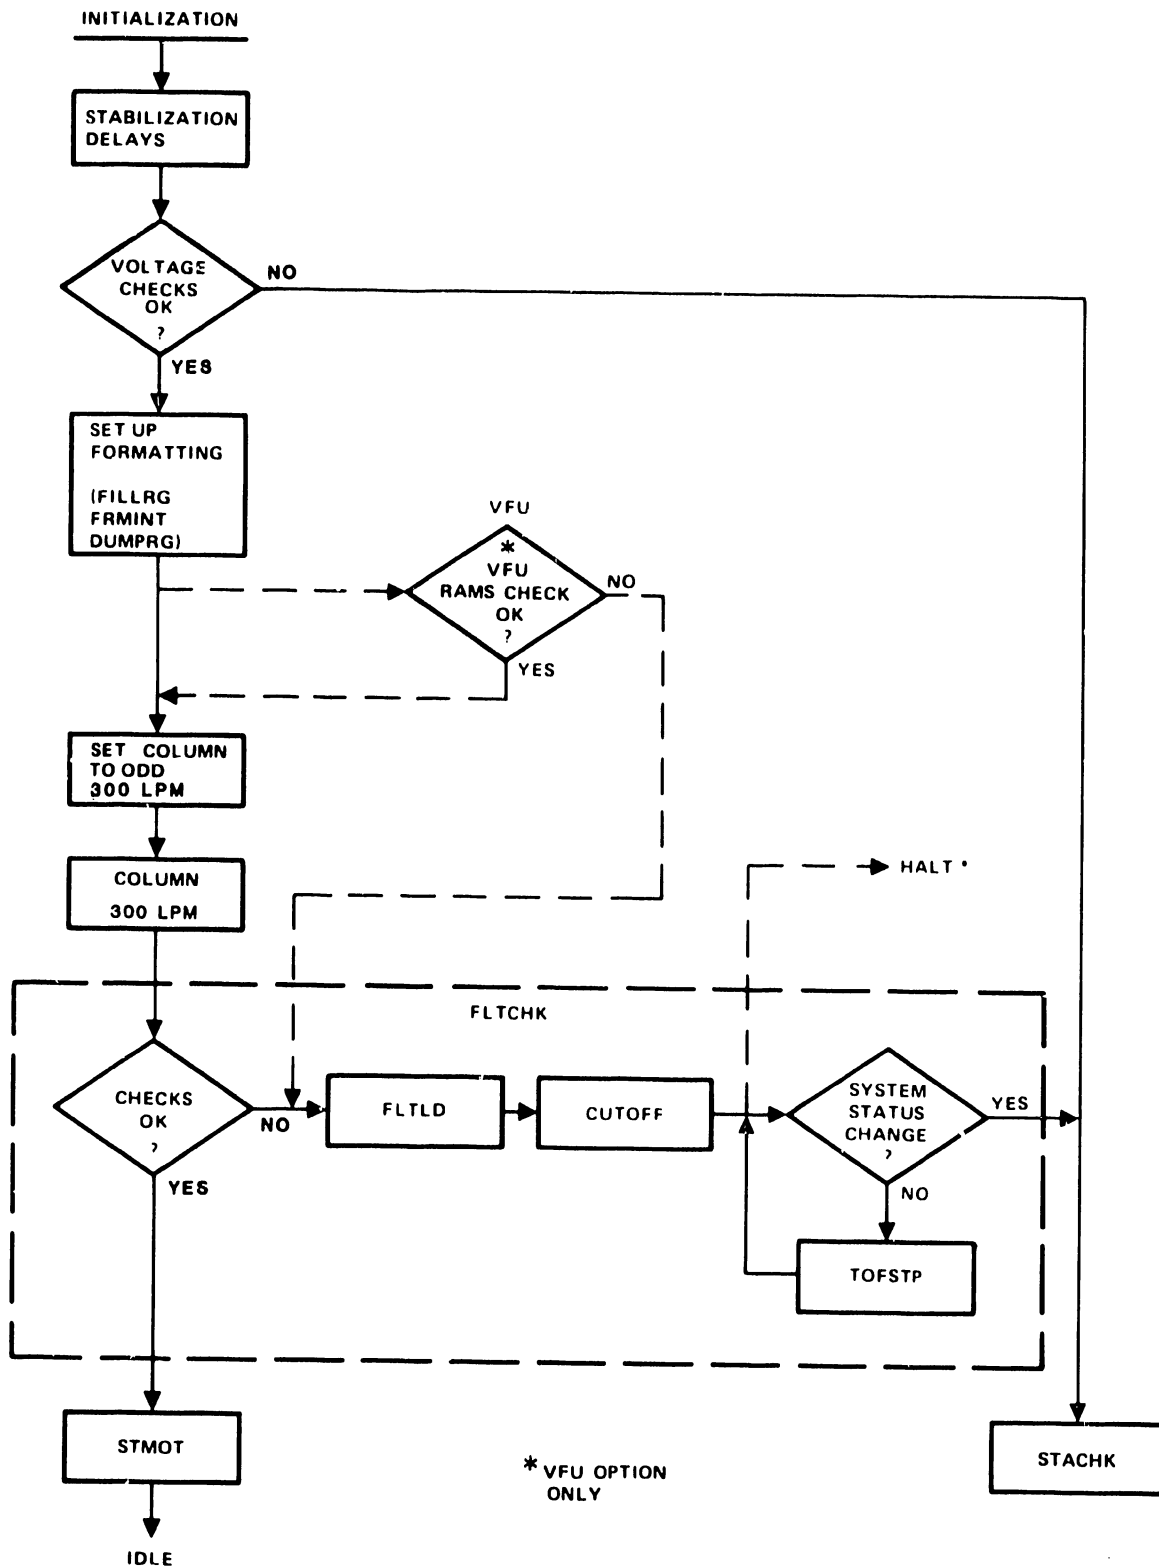 INITIALIZATION
STABILIZATION
DELAYS
VOLTAGE
CHECKS
OK
?
NO
YES
SET UP
FORMATTING
(FILLRG
FRMINT
DUMPRG)
VFU
*
VFU
RAMS CHECK
OK
?
NO
YES
SET COLUMN
TO ODD
300 LPM
COLUMN
300 LPM
HALT *
FLTCHK
CHECKS
OK
?
NO
YES
FLTLD
CUTOFF
SYSTEM
STATUS
CHANGE
?
YES
NO
TOFSTP
STMOT
IDLE
* VFU OPTION
ONLY
STACHK